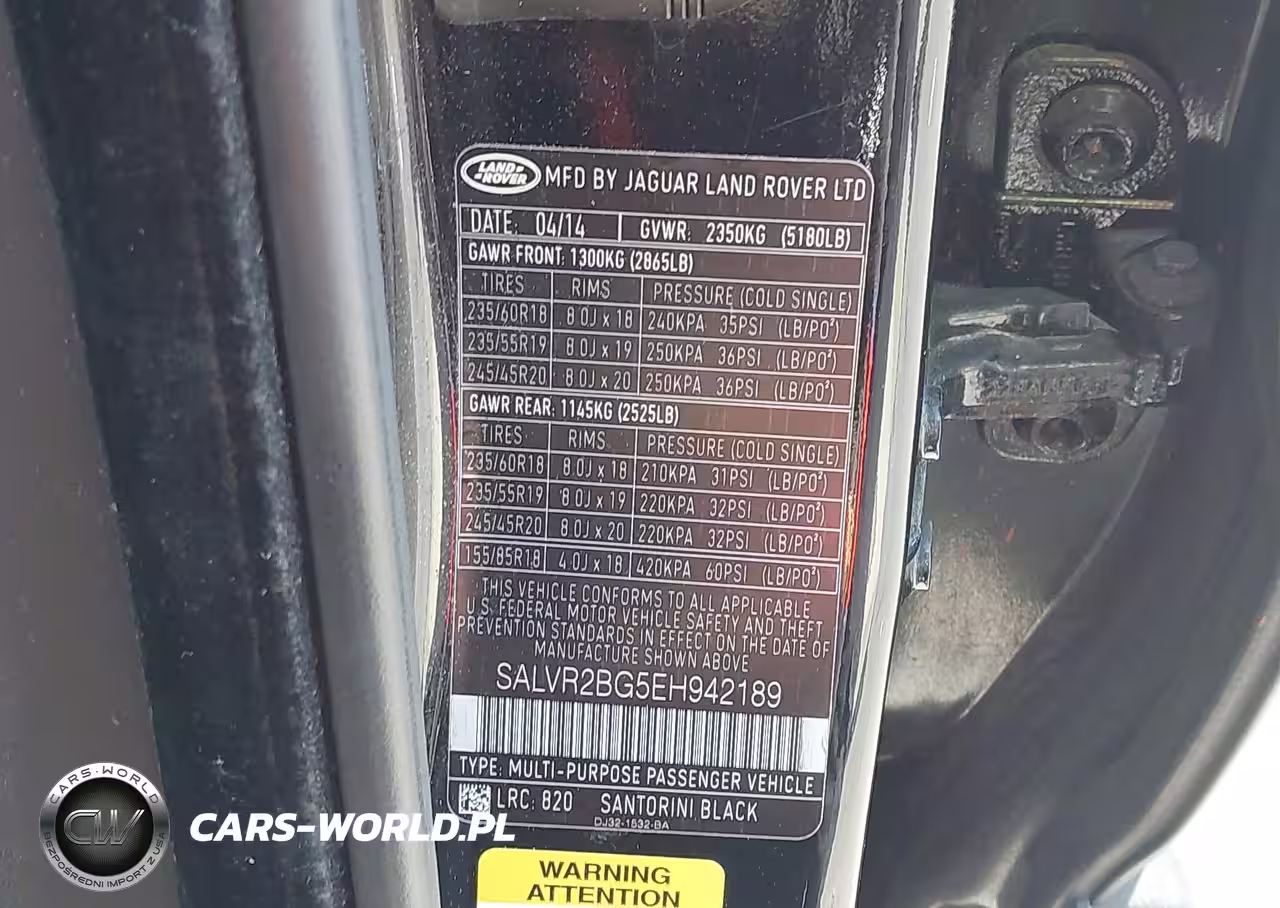 LAND ROVER MFD BY JAGUAR LAND ROVER LTD
DATE: 04/14 GVWR: 2350KG (5180LB)
GAWR FRONT: 1300KG (2865LB)
TIRES RIMS PRESSURE (COLD SINGLE)
235/60R18 8.0J x 18 240KPA 35PSI (LB/PO²)
235/55R19 8.0J x 19 250KPA 36PSI (LB/PO²)
245/45R20 8.0J x 20 250KPA 36PSI (LB/PO²)
GAWR REAR: 1145KG (2525LB)
TIRES RIMS PRESSURE (COLD SINGLE)
235/60R18 8.0J x 18 210KPA 31PSI (LB/PO²)
235/55R19 8.0J x 19 220KPA 32PSI (LB/PO²)
245/45R20 8.0J x 20 220KPA 32PSI (LB/PO²)
155/85R18 4.0J x 18 420KPA 60PSI (LB/PO²)
THIS VEHICLE CONFORMS TO ALL APPLICABLE
U.S. FEDERAL MOTOR VEHICLE SAFETY AND THEFT
PREVENTION STANDARDS IN EFFECT ON THE DATE OF
MANUFACTURE SHOWN ABOVE
SALVR2BG5EH942189
TYPE: MULTI-PURPOSE PASSENGER VEHICLE
LRC: 820 SANTORINI BLACK
DJ32-1532-BA
WARNING
ATTENTION
CARS-WORLD
CW
BEZPOŚREDNI IMPORT Z USA
CARS-WORLD.PL